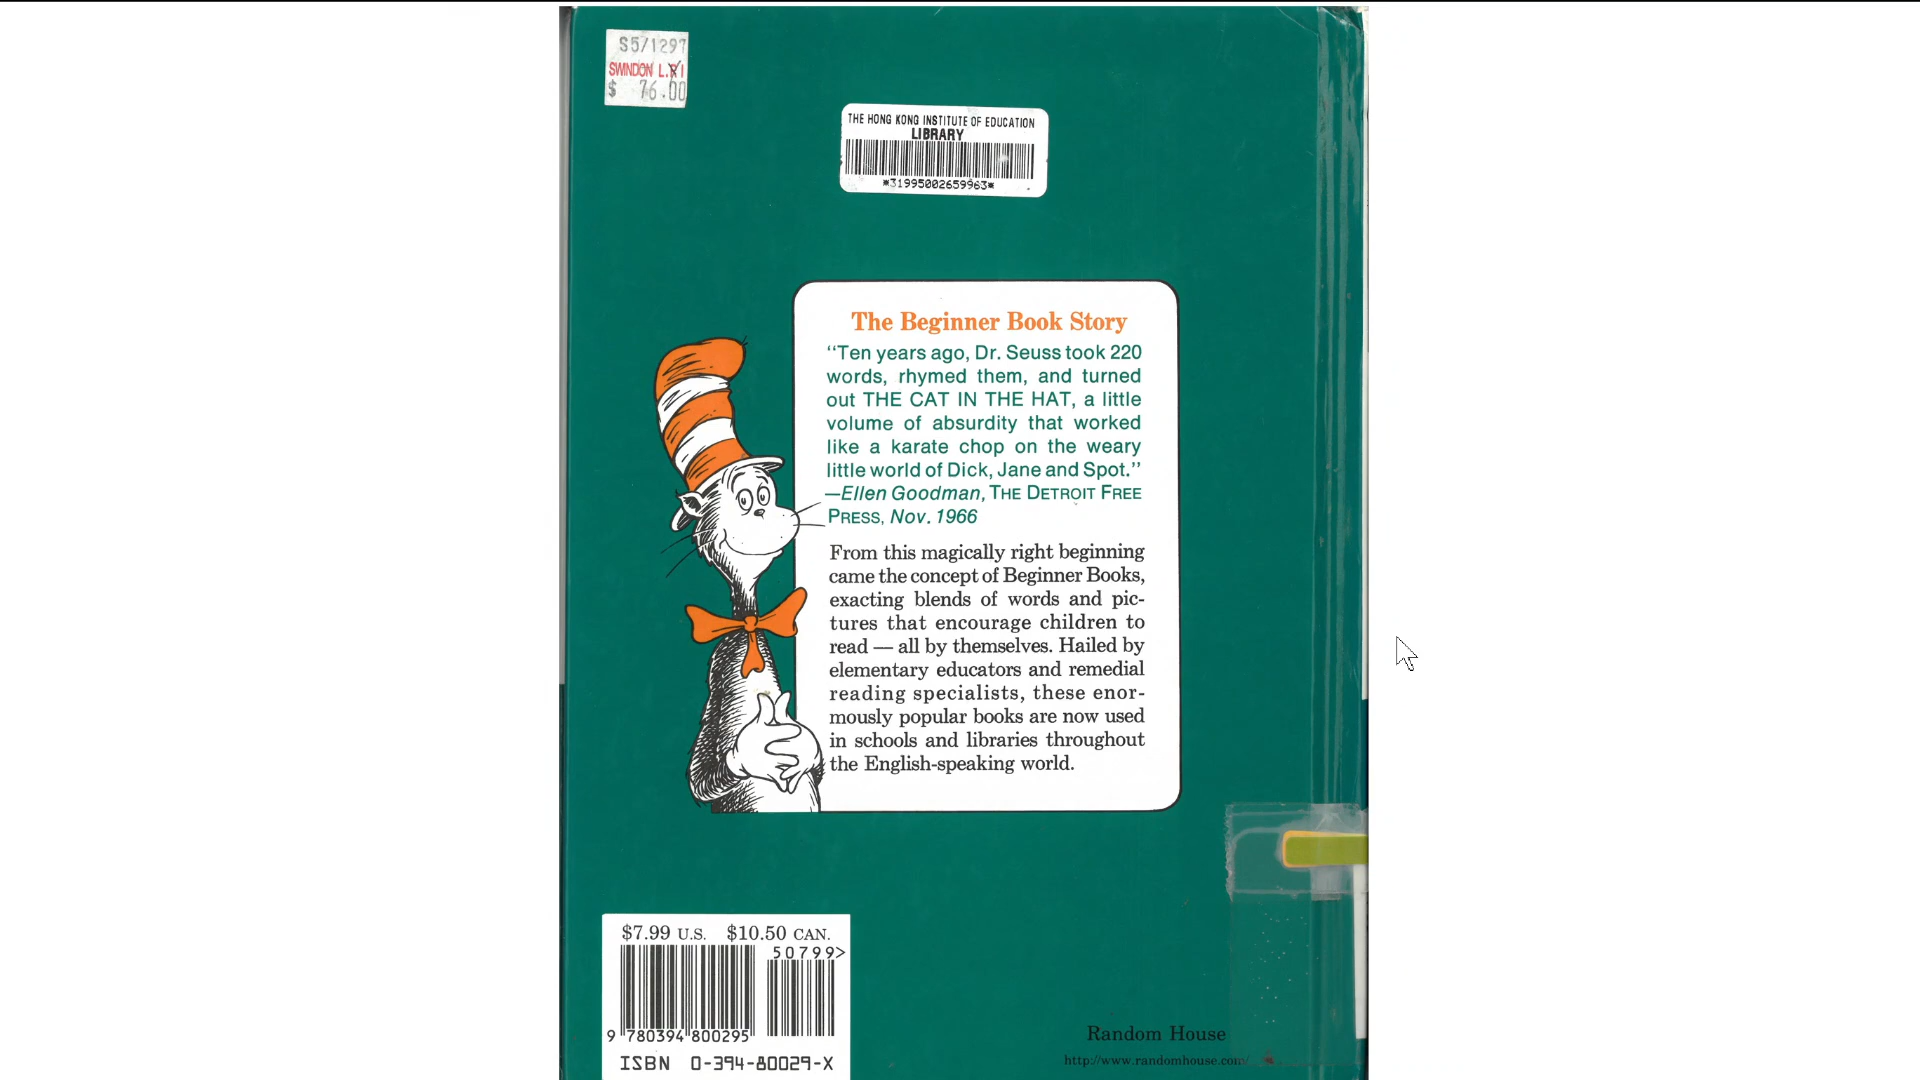 S5/1297
SWINDON L.RI
$ 76.00
THE HONG KONG INSTITUTE OF EDUCATION
LIBRARY
*31995002659963*
The Beginner Book Story
“Ten years ago, Dr. Seuss took 220
words, rhymed them, and turned
out THE CAT IN THE HAT, a little
volume of absurdity that worked
like a karate chop on the weary
little world of Dick, Jane and Spot.”
—Ellen Goodman, THE DETROIT FREE
PRESS, Nov. 1966
From this magically right beginning
came the concept of Beginner Books,
exacting blends of words and pic-
tures that encourage children to
read — all by themselves. Hailed by
elementary educators and remedial
reading specialists, these enor-
mously popular books are now used
in schools and libraries throughout
the English-speaking world.
$7.99 U.S. $10.50 CAN.
50799>
9 780394 800295
ISBN 0-394-80029-X
Random House
http://www.randomhouse.com/